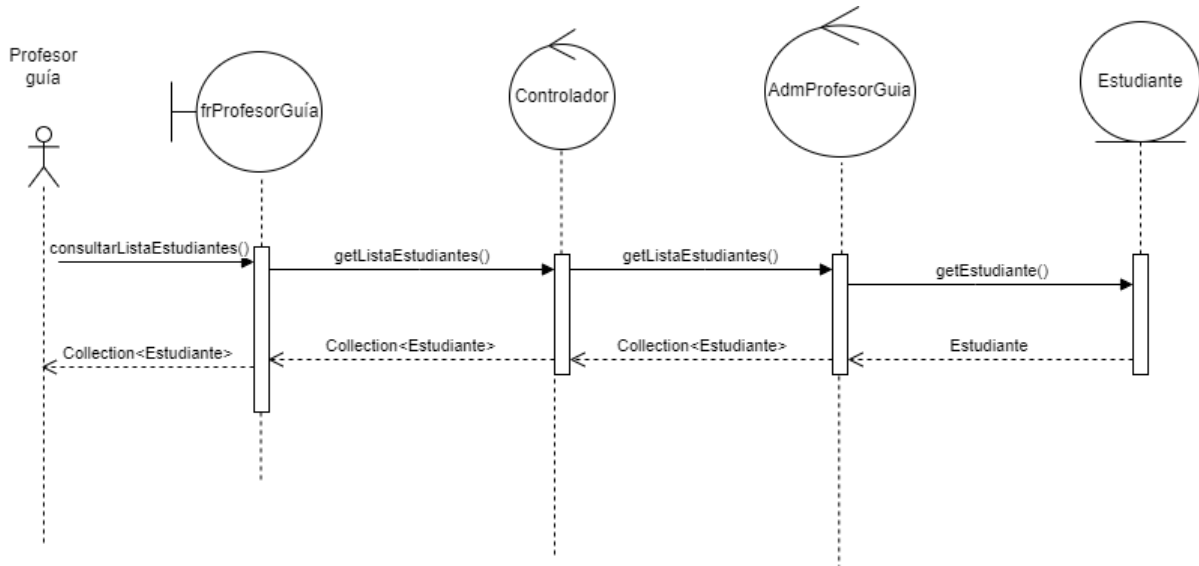 Profesor
guía
frProfesorGuía
Controlador
AdmProfesorGuia
Estudiante
consultarListaEstudiantes()
getListaEstudiantes()
getListaEstudiantes()
getEstudiante()
Collection<Estudiante>
Collection<Estudiante>
Collection<Estudiante>
Estudiante